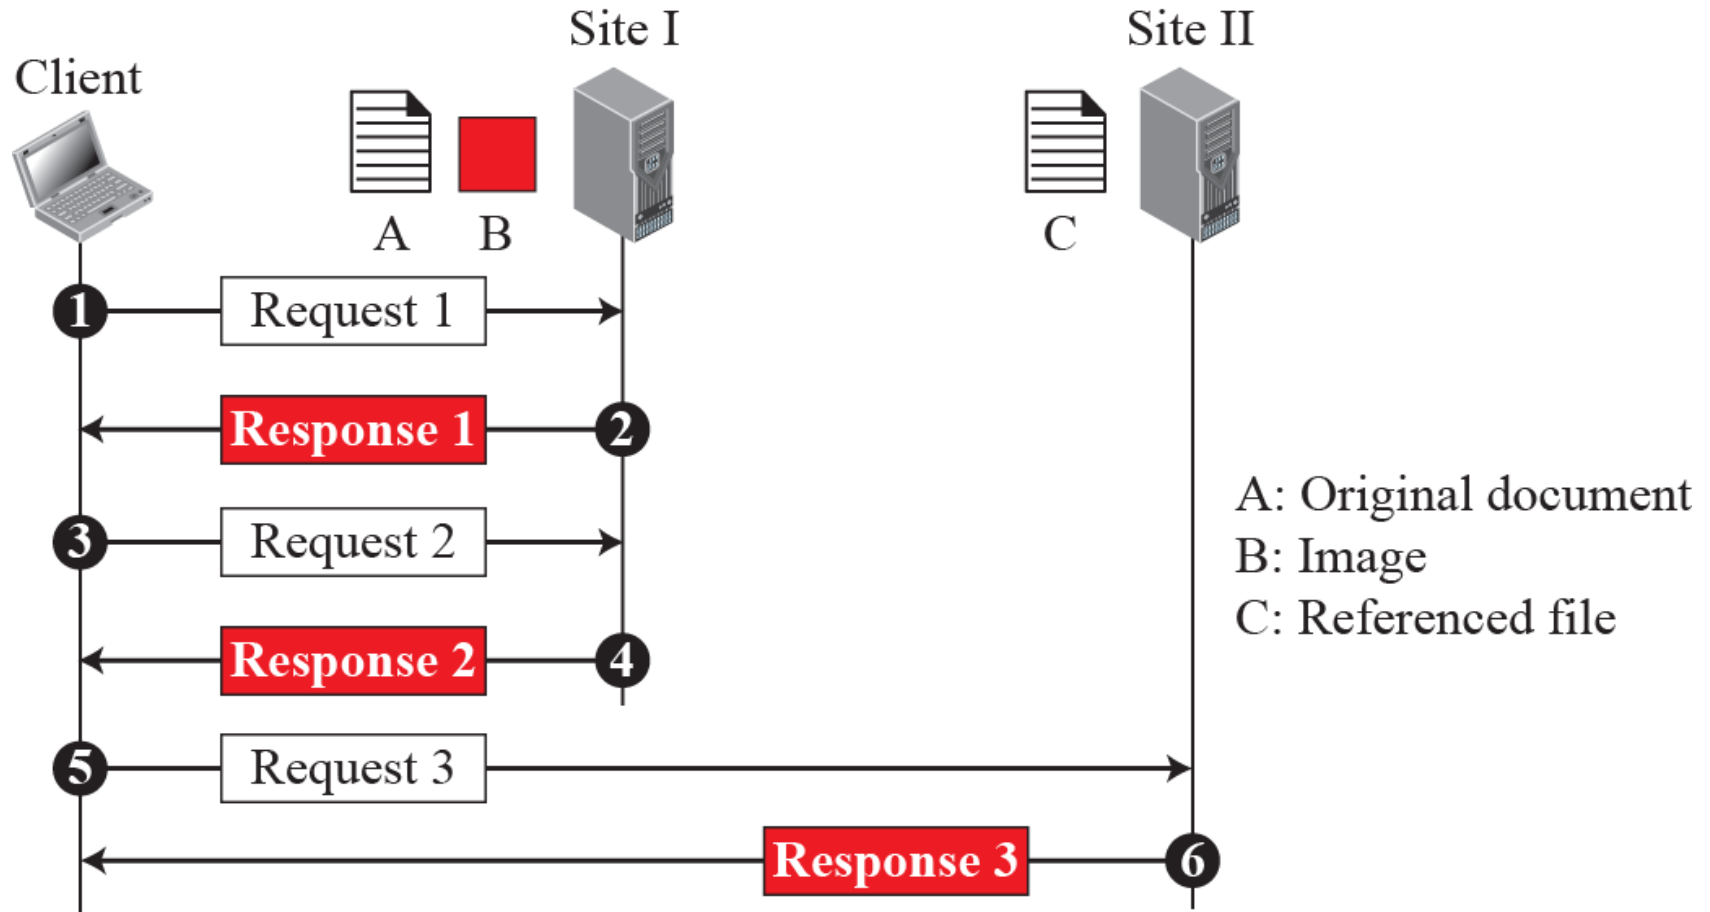 Site I
Site II
Client
A
B
C
1
Request 1
Response 1
2
3
Request 2
Response 2
4
5
Request 3
Response 3
6
A: Original document
B: Image
C: Referenced file